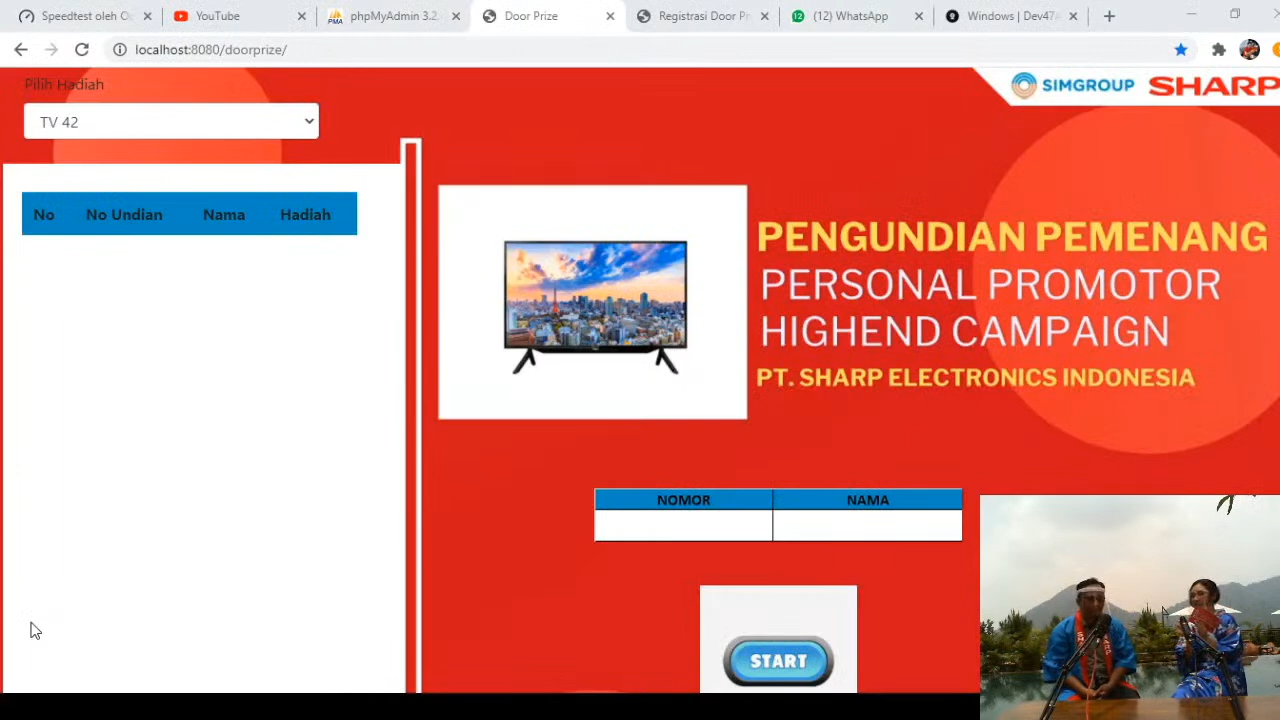 Speedtest oleh O
YouTube
phpMyAdmin 3.2
Door Prize
Registrasi Door Pr
(12) WhatsApp
Windows | Dev47
localhost:8080/doorprize/
Pilih Hadiah
SIMGROUP
SHARP
TV 42
No
No Undian
Nama
Hadiah
PENGUNDIAN PEMENANG
PERSONAL PROMOTOR
HIGHEND CAMPAIGN
PT. SHARP ELECTRONICS INDONESIA
NOMOR
NAMA
START